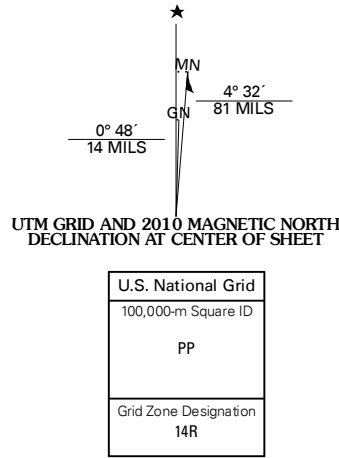 ★
MN
4° 32´
81 MILS
GN
0° 48´
14 MILS
UTM GRID AND 2010 MAGNETIC NORTH
DECLINATION AT CENTER OF SHEET
U.S. National Grid
100,000-m Square ID
PP
Grid Zone Designation
14R